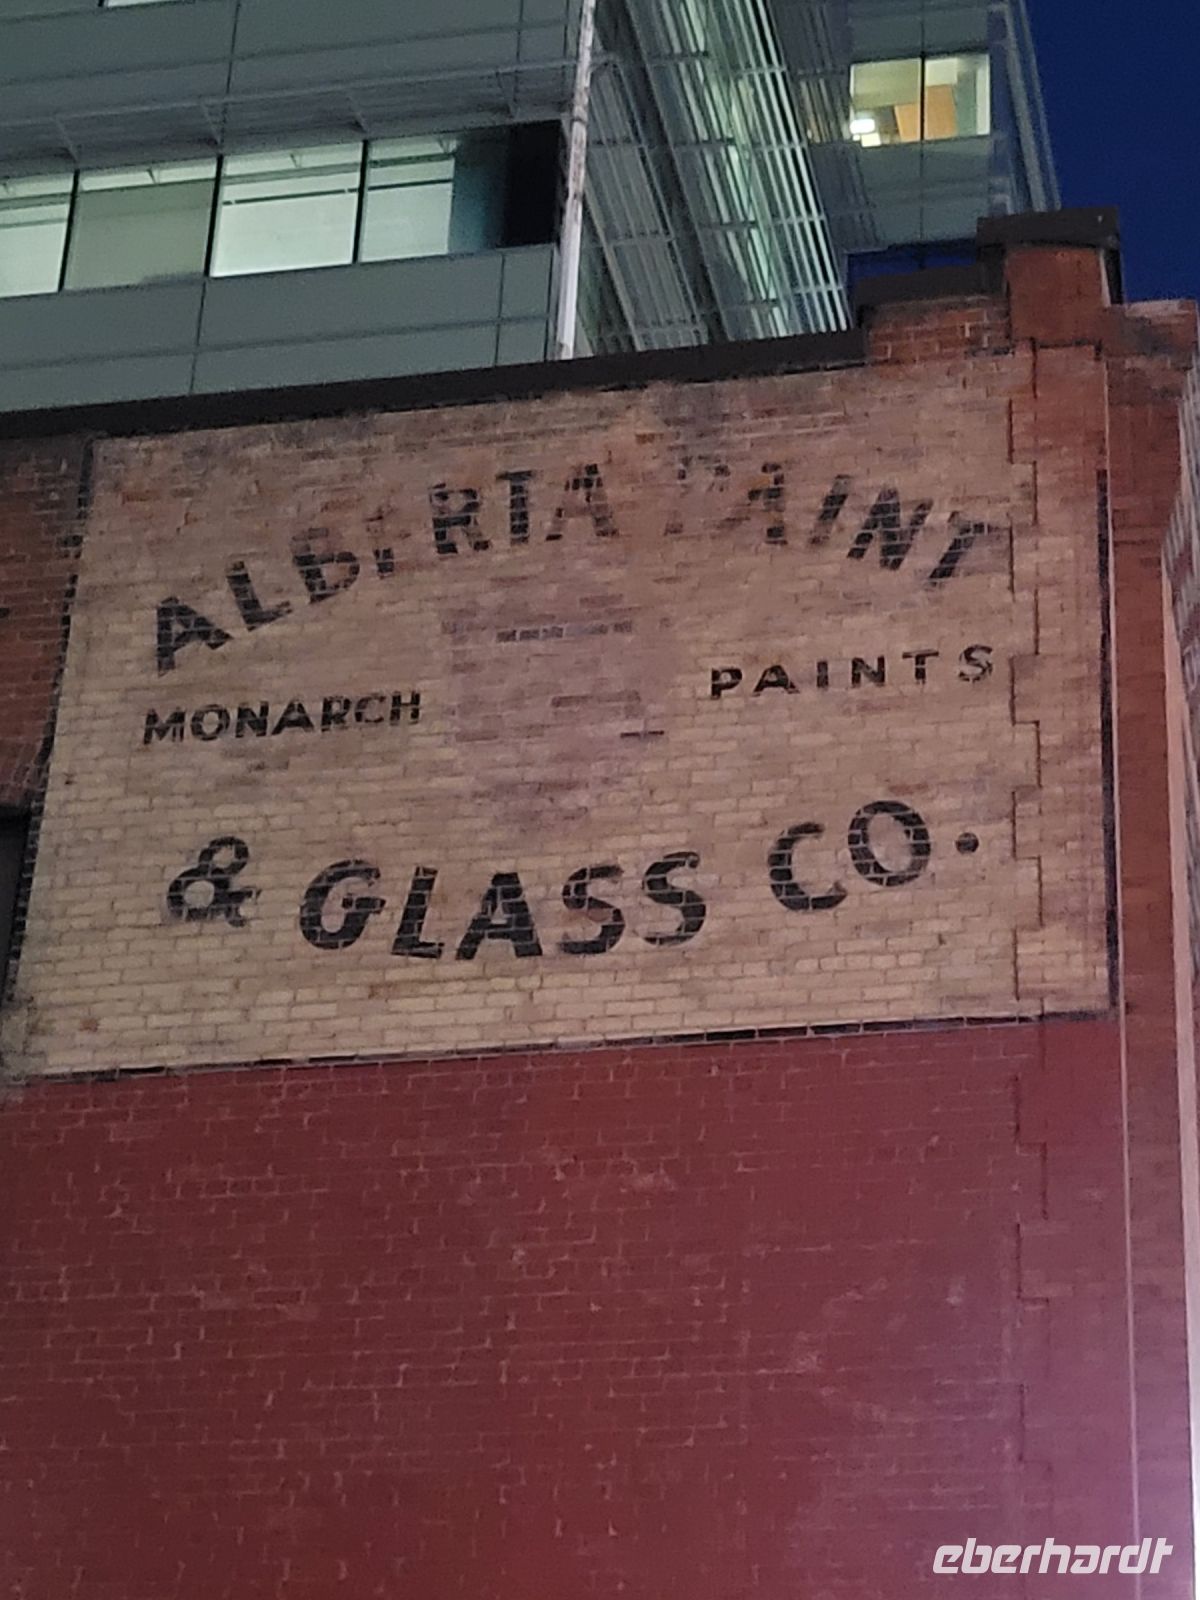 ALBERTA PAINT
MONARCH PAINTS
& GLASS CO.
eberhardt